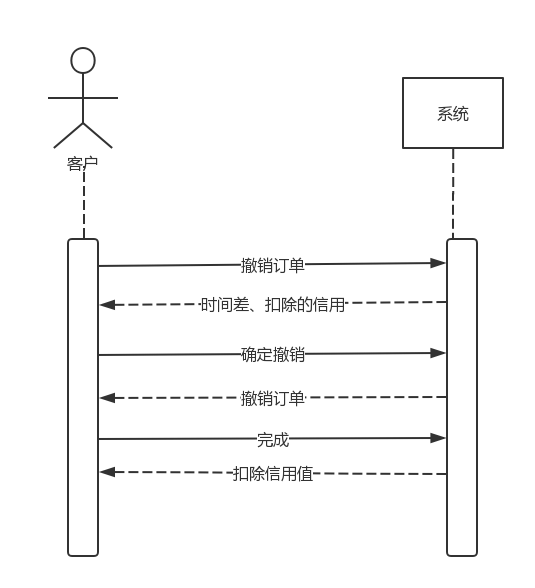 客户
系统
撤销订单
时间差、扣除的信用
确定撤销
撤销订单
完成
扣除信用值